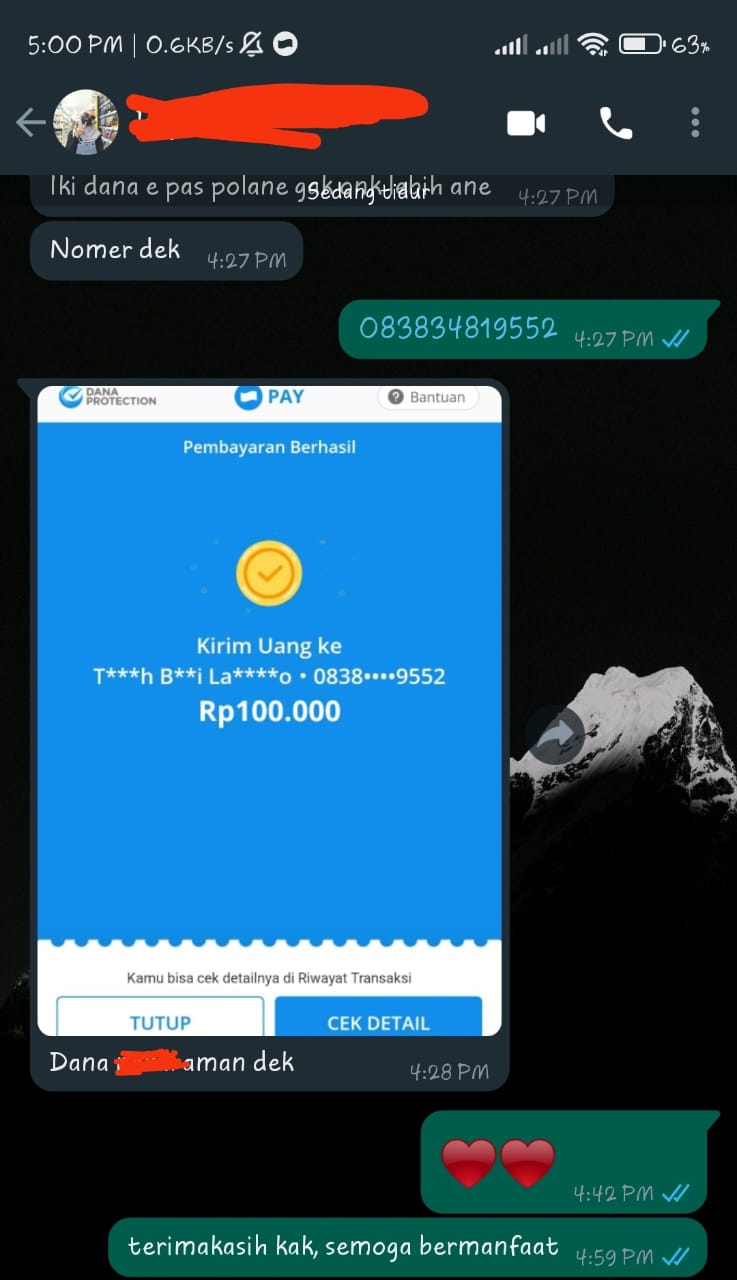 5:00 PM | 0.6KB/s 63%
Iki dana e pas polane gak onk lebih ane 4:27 PM
Sedang tidur
Nomer dek 4:27 PM
083834819552 4:27 PM
DANA PROTECTION
PAY
Bantuan
Pembayaran Berhasil
Kirim Uang ke
T***h B**i La****o • 0838••••9552
Rp100.000
Kamu bisa cek detailnya di Riwayat Transaksi
TUTUP
CEK DETAIL
Dana aman dek 4:28 PM
4:42 PM
terimakasih kak, semoga bermanfaat 4:59 PM